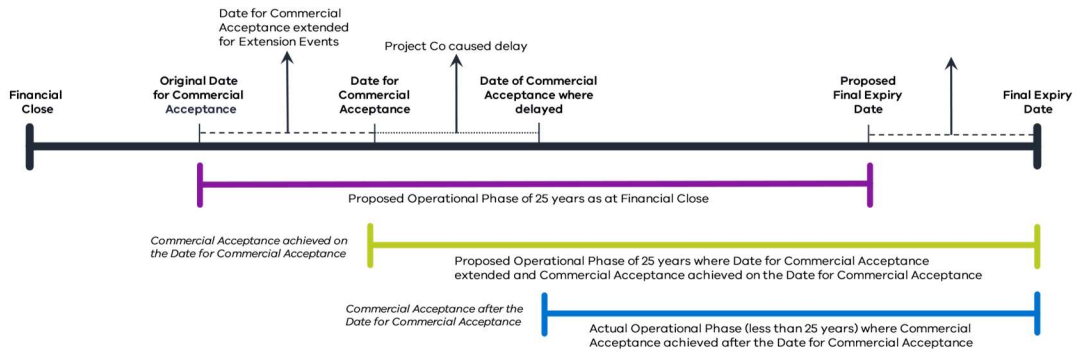 Date for Commercial
Acceptance extended
for Extension Events
Project Co caused delay
Financial
Close
Original Date
for Commercial
Acceptance
Date for
Commercial
Acceptance
Date of Commercial
Acceptance where
delayed
Proposed
Final Expiry
Date
Final Expiry
Date
Proposed Operational Phase of 25 years as at Financial Close
Commercial Acceptance achieved on
the Date for Commercial Acceptance
Proposed Operational Phase of 25 years where Date for Commercial Acceptance
extended and Commercial Acceptance achieved on the Date for Commercial Acceptance
Commercial Acceptance after the
Date for Commercial Acceptance
Actual Operational Phase (less than 25 years) where Commercial
Acceptance achieved after the Date for Commercial Acceptance